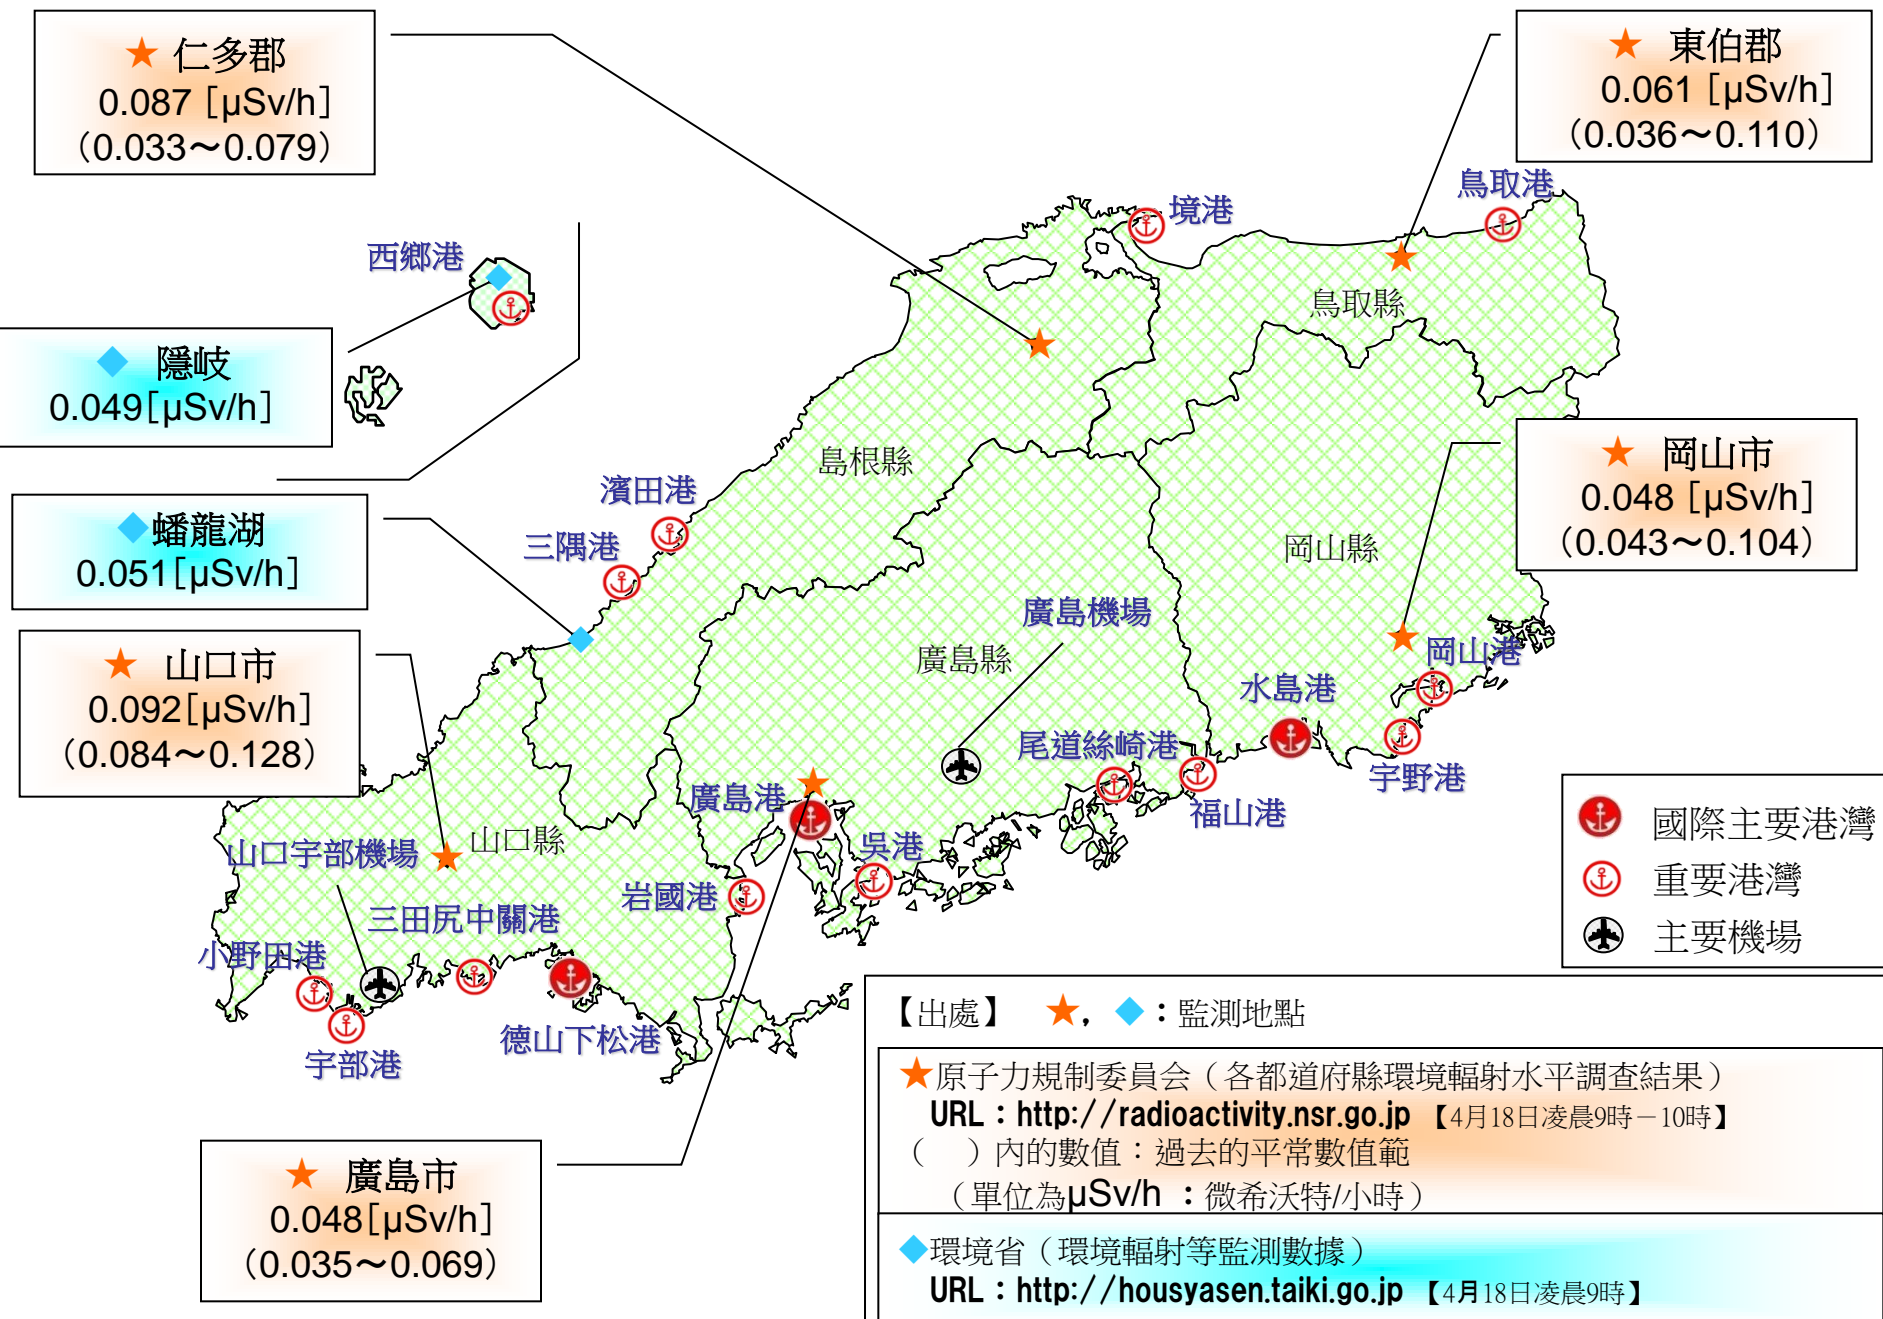 ★ 仁多郡
0.087 [μSv/h]
(0.033～0.079)
★ 東伯郡
0.061 [μSv/h]
(0.036～0.110)
鳥取港
境港
西鄉港
鳥取縣
◆ 隱岐
0.049[μSv/h]
島根縣
★ 岡山市
0.048 [μSv/h]
(0.043～0.104)
濱田港
◆蟠龍湖
0.051[μSv/h]
三隅港
岡山縣
廣島機場
★ 山口市
0.092[μSv/h]
(0.084～0.128)
廣島縣
岡山港
水島港
尾道絲崎港
宇野港
廣島港
福山港
山口縣
山口宇部機場
吳港
岩國港
三田尻中關港
小野田港
德山下松港
宇部港
國際主要港灣
重要港灣
主要機場
【出處】 ★，◆：監測地點
★原子力規制委員会（各都道府縣環境輻射水平調查結果）
URL：http://radioactivity.nsr.go.jp 【4月18日凌晨9時－10時】
（ ）內的數值：過去的平常數值範
（單位為μSv/h ：微希沃特/小時）
★ 廣島市
0.048[μSv/h]
(0.035～0.069)
◆環境省（環境輻射等監測數據）
URL：http://housyasen.taiki.go.jp 【4月18日凌晨9時】